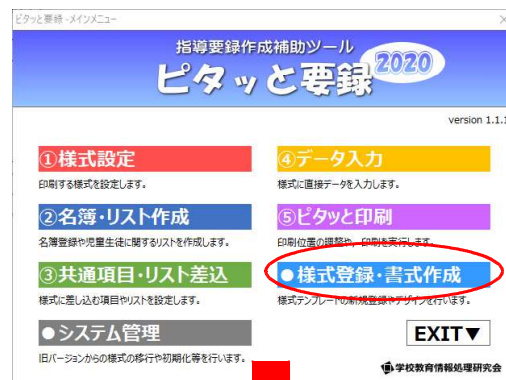 ピタッと要録 -メインメニュー
×
指導要録作成補助ツール
ピタッと要録 2020
version 1.1.1
①様式設定
印刷する様式を設定します。
②名簿・リスト作成
名簿登録や児童生徒に関するリストを作成します。
③共通項目・リスト差込
様式に差し込む項目やリストを設定します。
●システム管理
旧バージョンからの様式の移行や初期化等を行います。
④データ入力
様式に直接データを入力します。
⑤ピタッと印刷
印刷位置の調整や、印刷を実行します。
●様式登録・書式作成
様式テンプレートの新規登録やデザインを行います。
EXIT▼
学校教育情報処理研究会